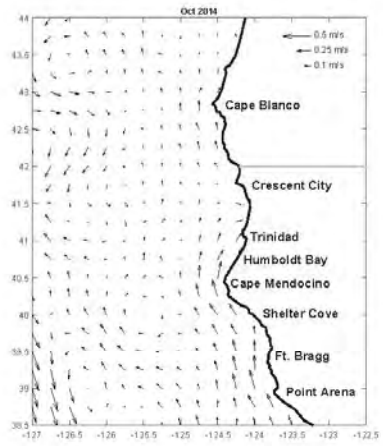 Oct 2014
44
0.5 m/s
0.25 m/s
0.1 m/s
43.5
43
Cape Blanco
42.5
42
Crescent City
41.5
41
Trinidad
Humboldt Bay
40.5
Cape Mendocino
40
Shelter Cove
39.5
Ft. Bragg
39
Point Arena
38.5
-127 -126.5 -126 -125.5 -125 -124.5 -124 -123.5 -123 -122.5